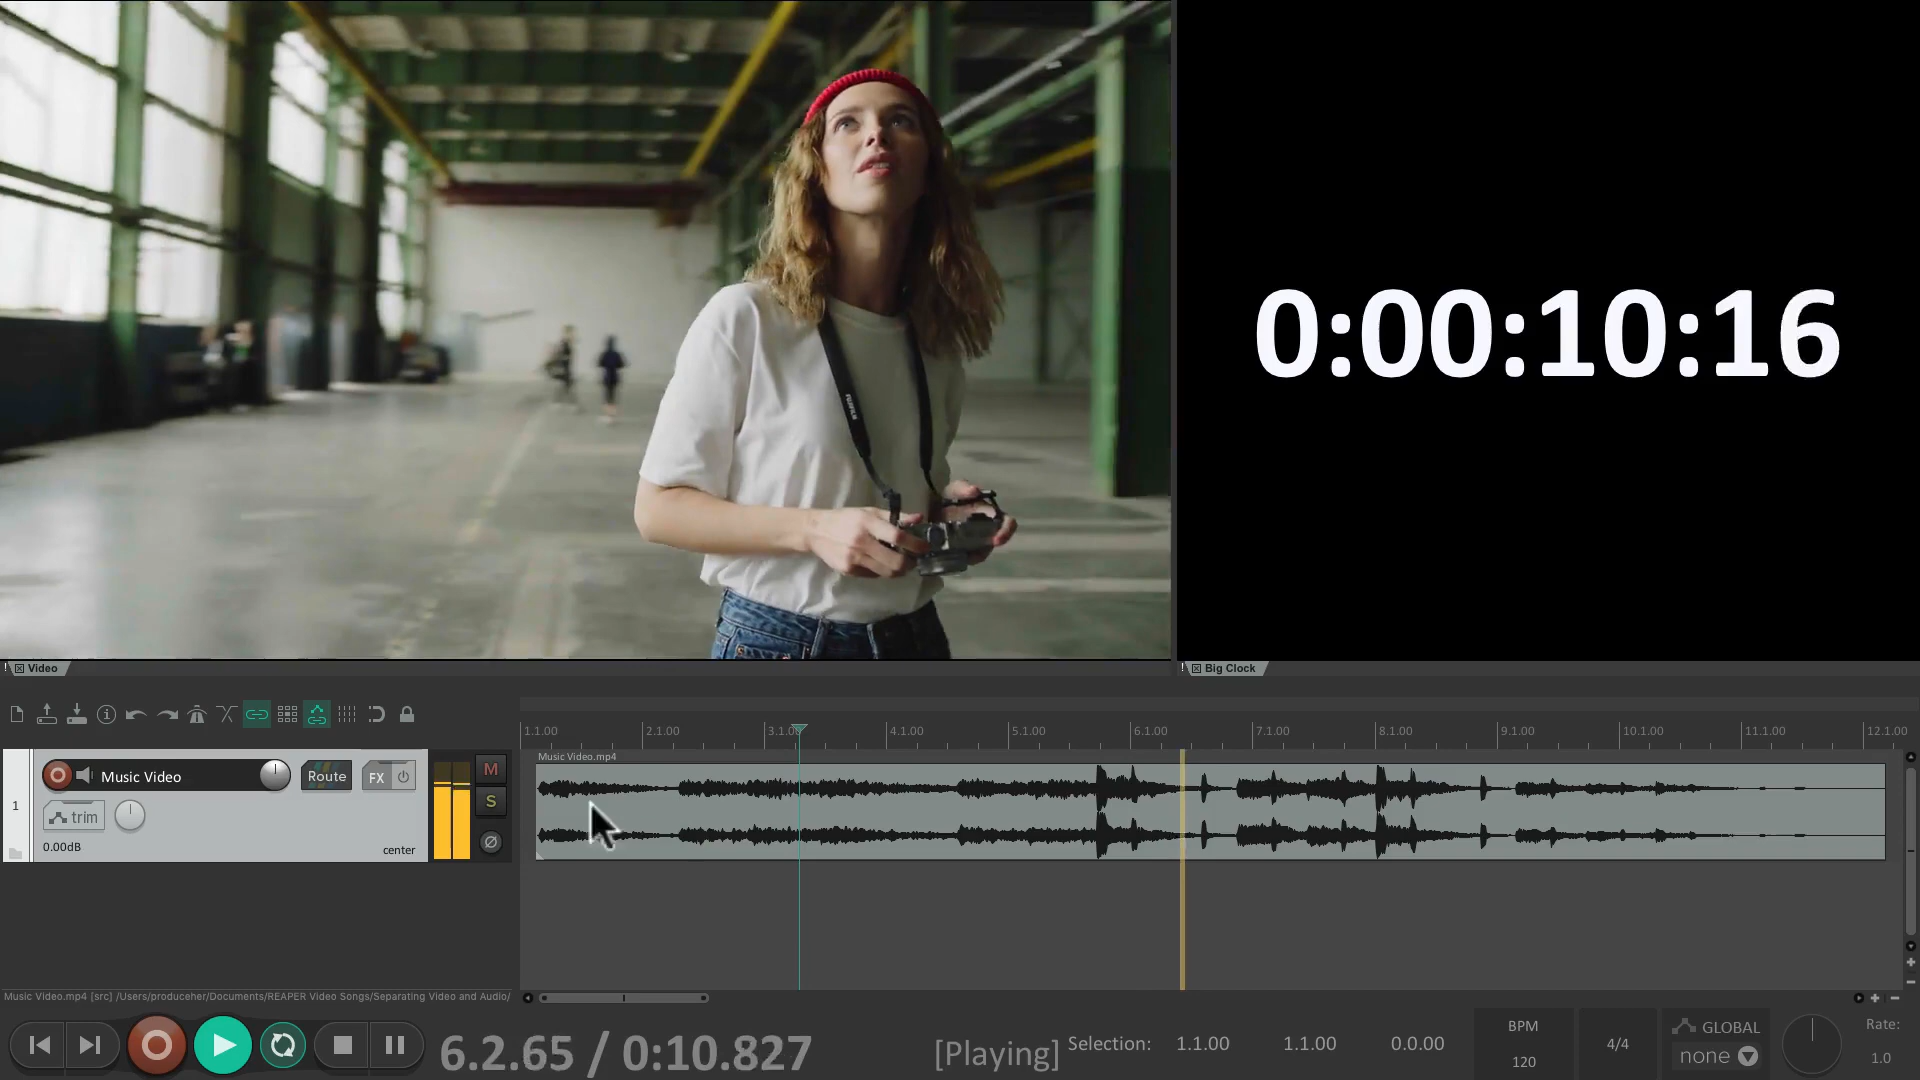 FUJIFILM
0:00:10:16
Video
Big Clock
1.1.00 2.1.00 3.1.00 4.1.00 5.1.00 6.1.00 7.1.00 8.1.00 9.1.00 10.1.00 11.1.00 12.1.00
Music Video.mp4
1
Music Video
Route
FX
M
S
trim
0.00dB
center
Music Video.mp4 [src] /Users/produceher/Documents/REAPER Video Songs/Separating Video and Audio/
6.2.65 / 0:10.827
[Playing]
Selection: 1.1.00 1.1.00 0.0.00
BPM
120
4/4
GLOBAL
none
Rate:
1.0